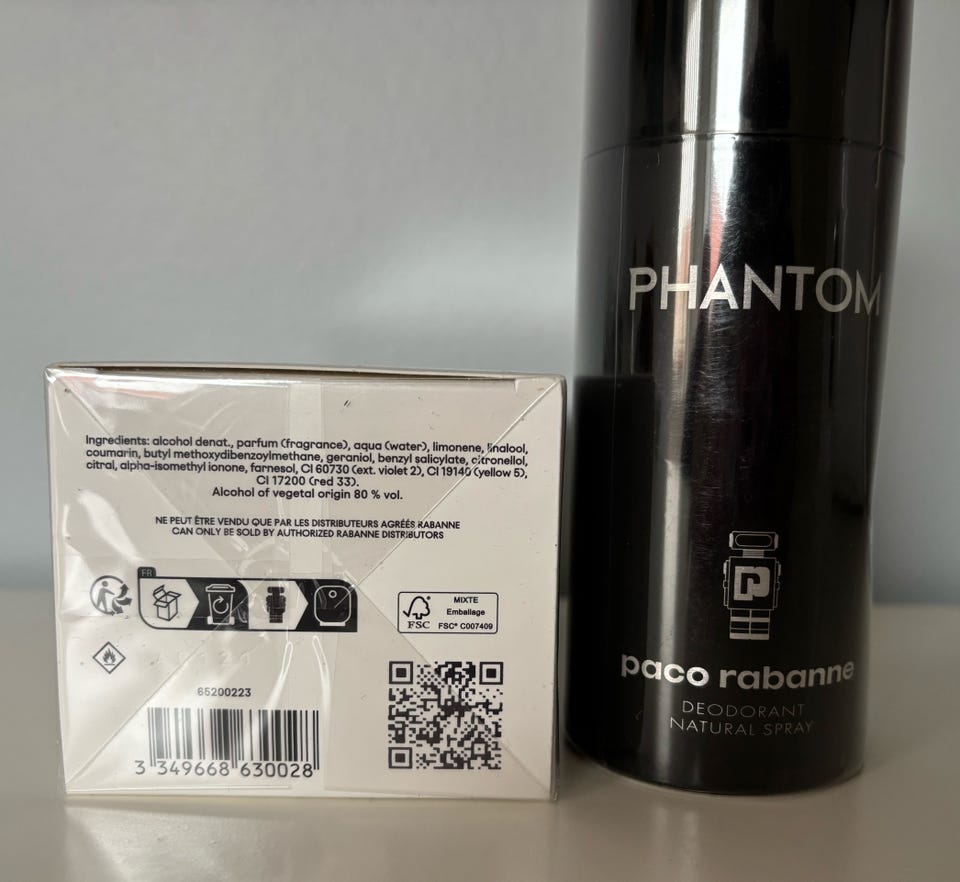 Ingredients: alcohol denat., parfum (fragrance), aqua (water), limonene, linalool,
coumarin, butyl methoxydibenzoylmethane, geraniol, benzyl salicylate, citronellol,
citral, alpha-isomethyl ionone, farnesol, CI 60730 (ext. violet 2), CI 19140 (yellow 5),
CI 17200 (red 33).
Alcohol of vegetal origin 80 % vol.
NE PEUT ÊTRE VENDU QUE PAR LES DISTRIBUTEURS AGRÉÉS RABANNE
CAN ONLY BE SOLD BY AUTHORIZED RABANNE DISTRIBUTORS
FR
MIXTE
Emballage
FSC
FSC® C007409
65200223
3 349668 630028
PHANTOM
P
paco rabanne
DEODORANT
NATURAL SPRAY